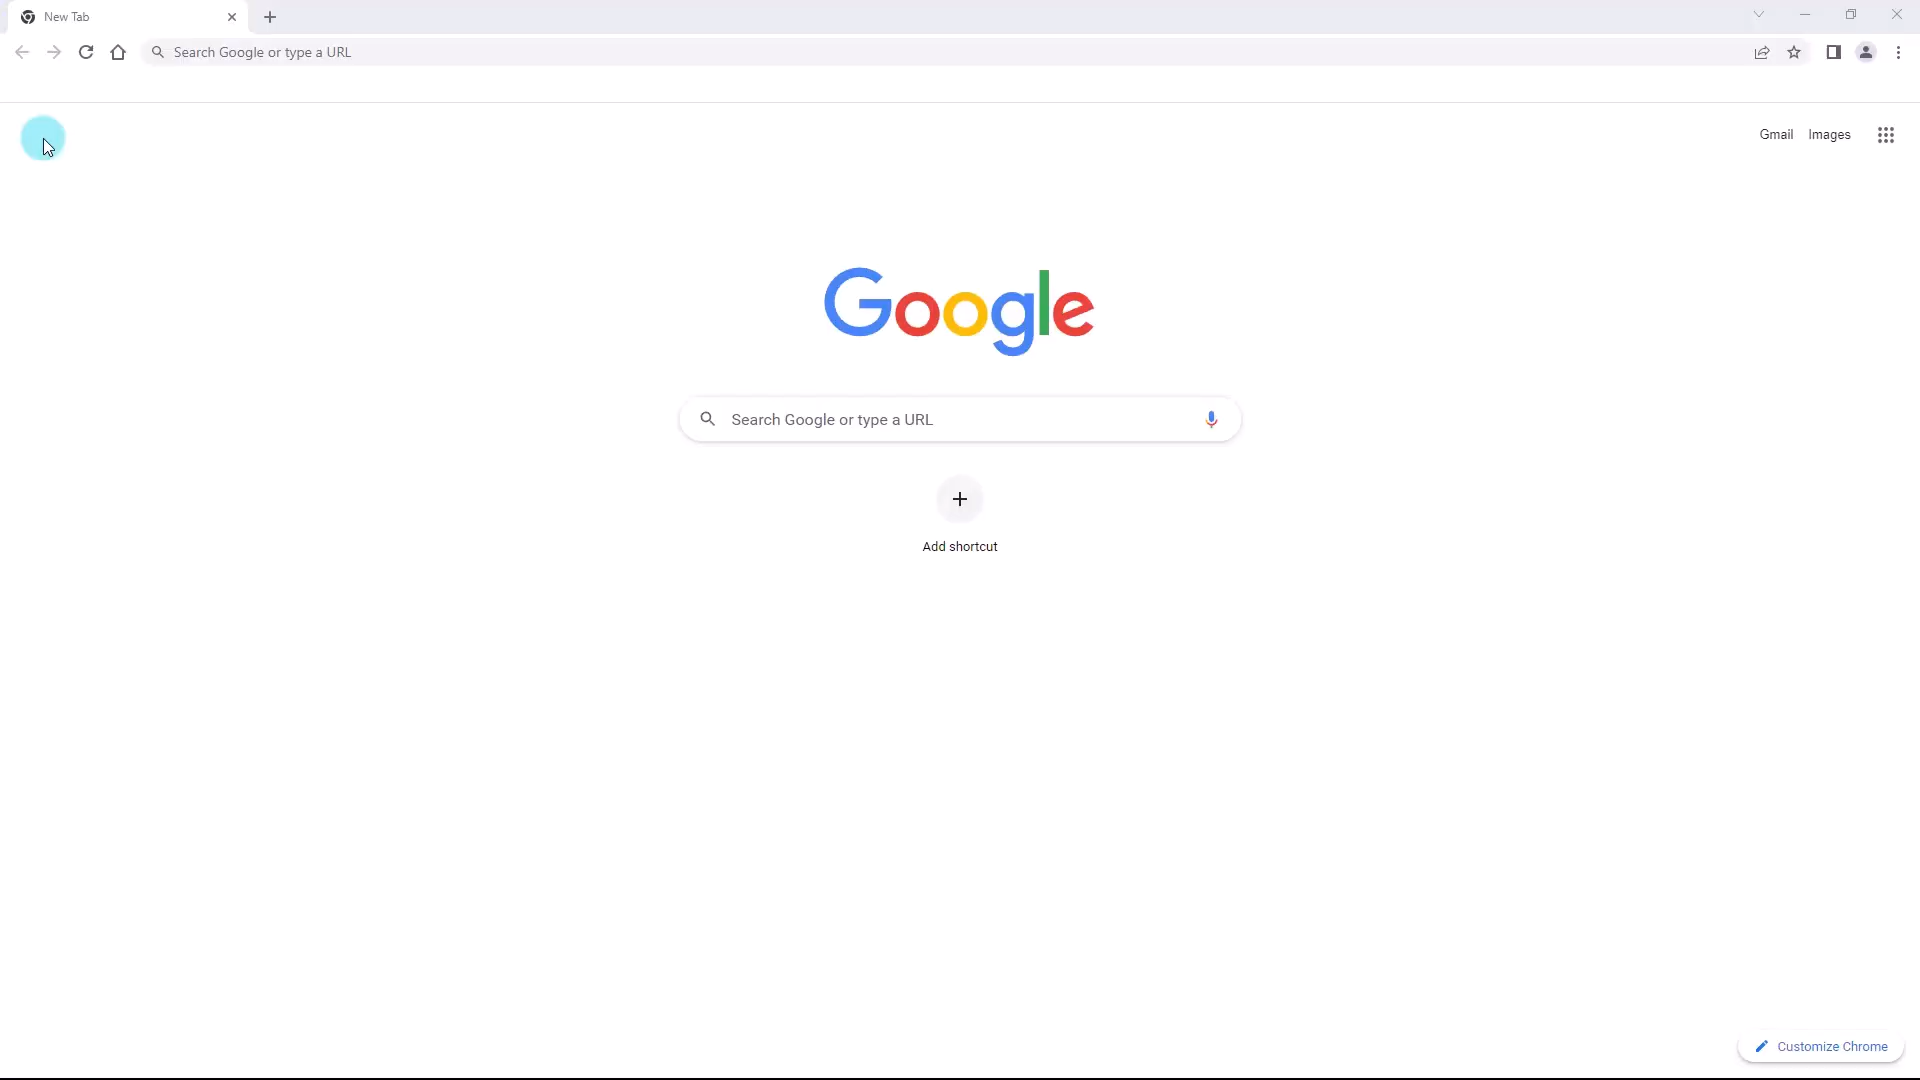 New Tab
Search Google or type a URL
Gmail Images
Google
Search Google or type a URL
Add shortcut
Customize Chrome